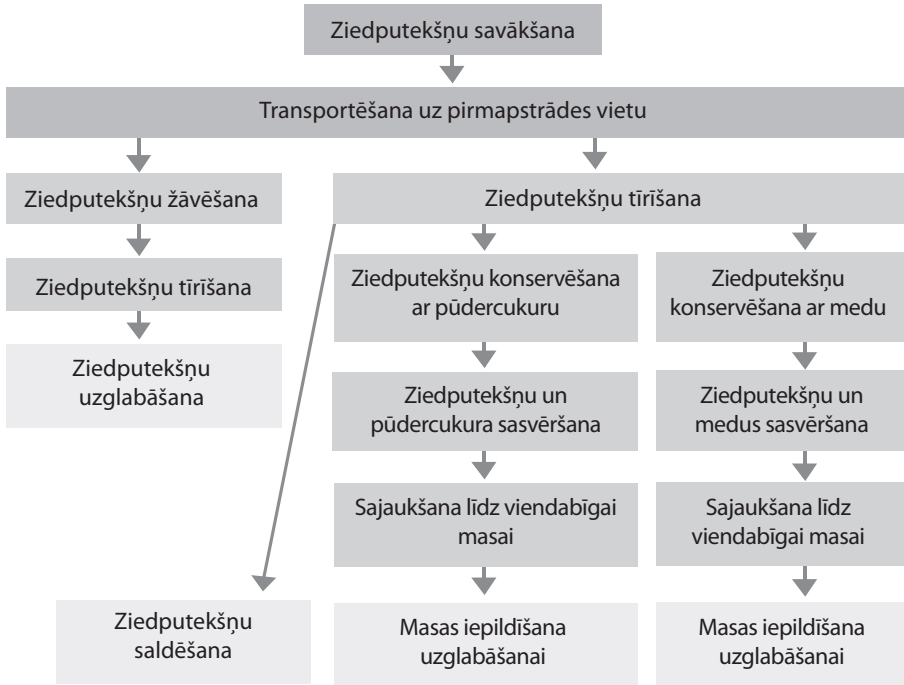 Ziedputekšņu savākšana
Transportēšana uz pirmapstrādes vietu
Ziedputekšņu žāvēšana
Ziedputekšņu tīrīšana
Ziedputekšņu tīrīšana
Ziedputekšņu
uzglabāšana
Ziedputekšņu konservēšana
ar pūdercukuru
Ziedputekšņu
konservēšana ar medu
Ziedputekšņu un
pūdercukura sasvēršana
Ziedputekšņu un
medus sasvēršana
Sajaukšana līdz viendabīgai
masai
Sajaukšana līdz
viendabīgai masai
Ziedputekšņu
saldēšana
Masas iepildīšana
uzglabāšanai
Masas iepildīšana
uzglabāšanai